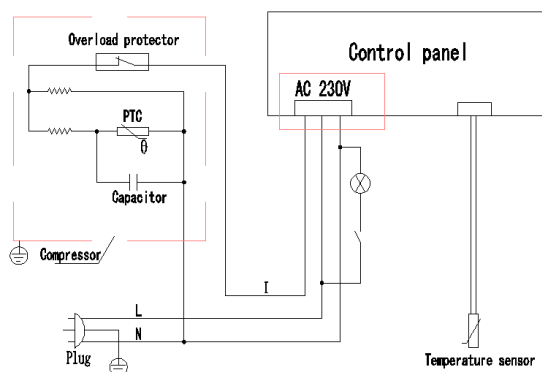 Overload protector
Control panel
AC 230V
PTC
θ
Capacitor
Compressor
I
L
N
Plug
Temperature sensor